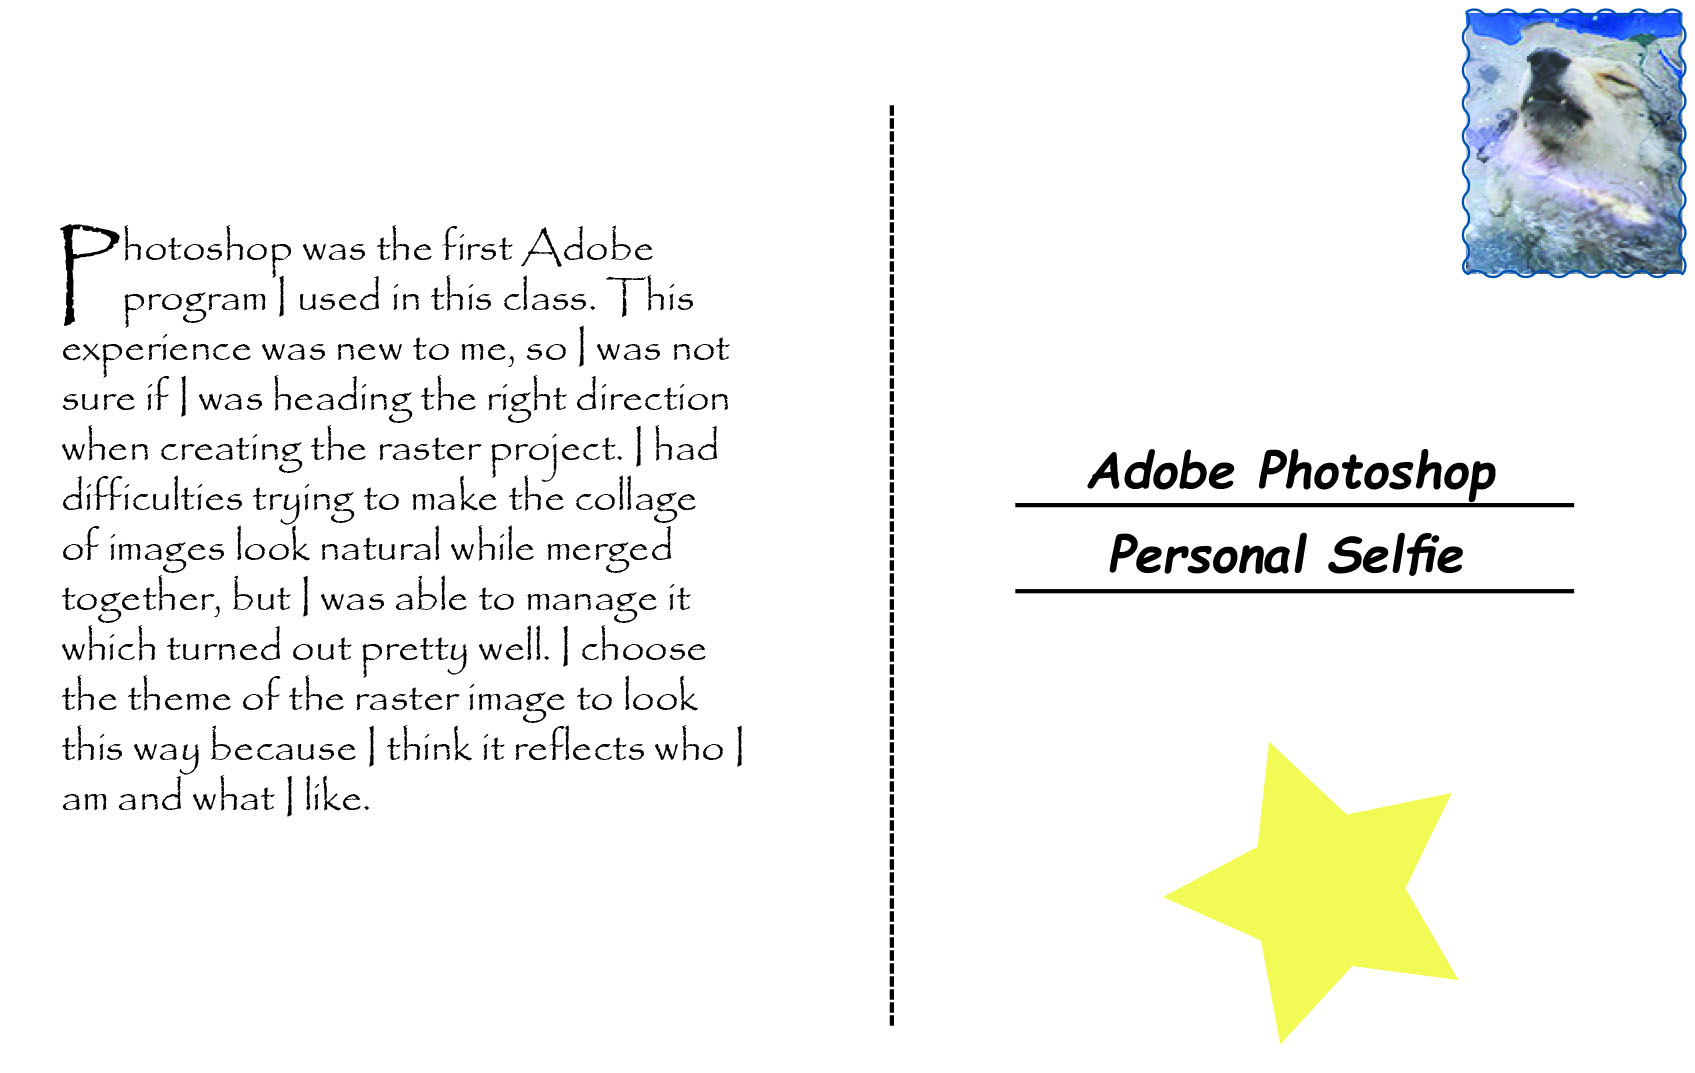 Photoshop was the first Adobe
program I used in this class. This
experience was new to me, so I was not
sure if I was heading the right direction
when creating the raster project. I had
difficulties trying to make the collage
of images look natural while merged
together, but I was able to manage it
which turned out pretty well. I choose
the theme of the raster image to look
this way because I think it reflects who I
am and what I like.
Adobe Photoshop
Personal Selfie